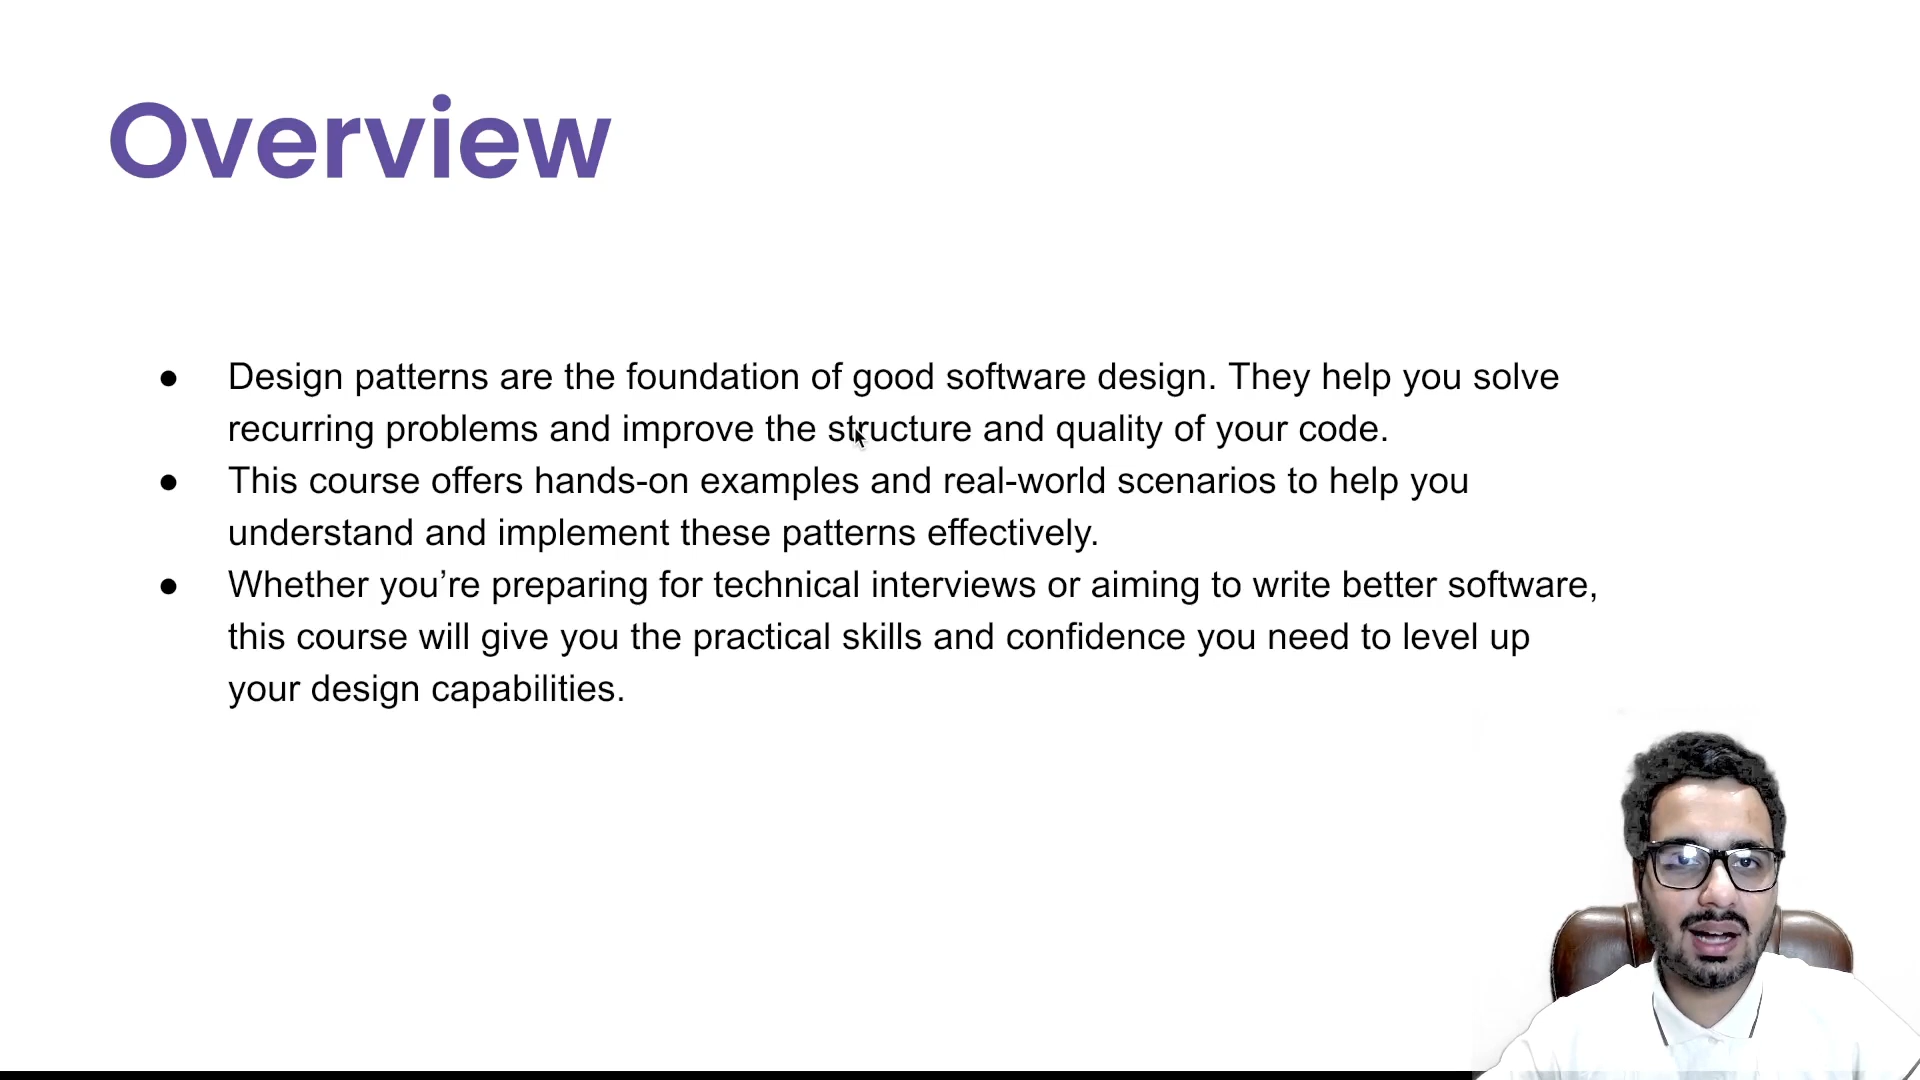 Overview
● Design patterns are the foundation of good software design. They help you solve
recurring problems and improve the structure and quality of your code.
● This course offers hands-on examples and real-world scenarios to help you
understand and implement these patterns effectively.
● Whether you’re preparing for technical interviews or aiming to write better software,
this course will give you the practical skills and confidence you need to level up
your design capabilities.